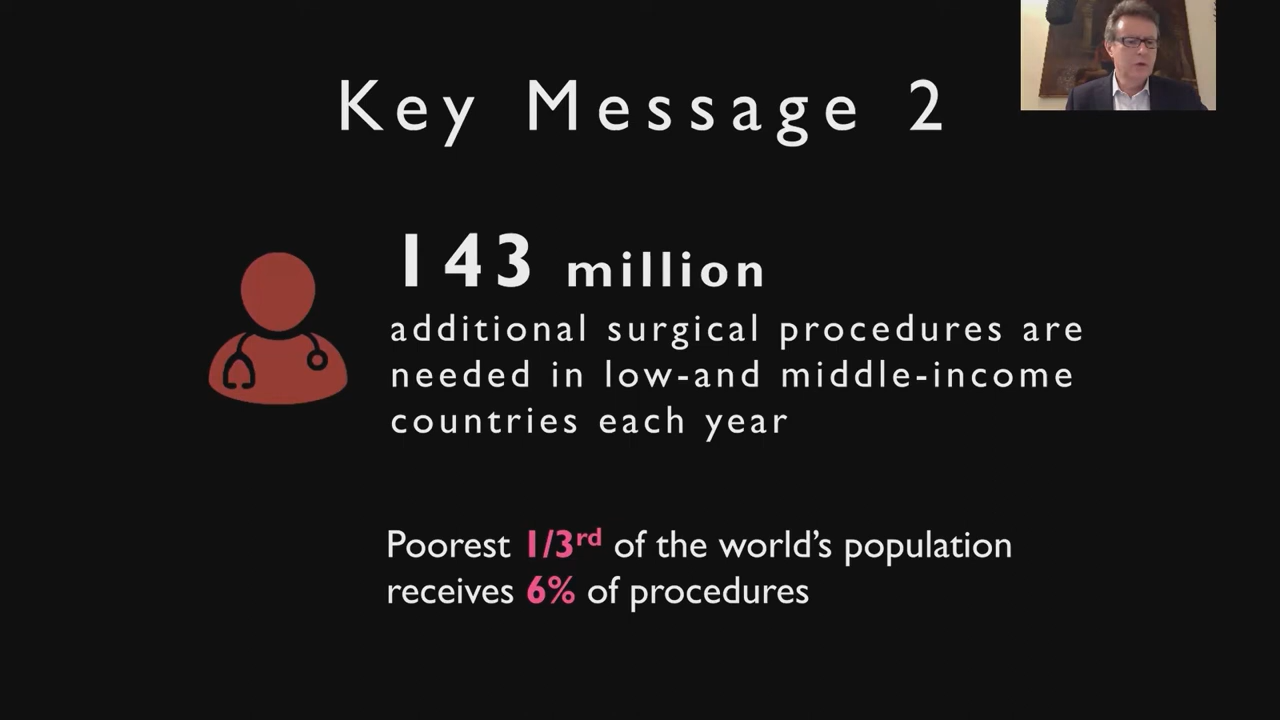 Key Message 2
143 million
additional surgical procedures are
needed in low-and middle-income
countries each year
Poorest 1/3rd of the world’s population
receives 6% of procedures